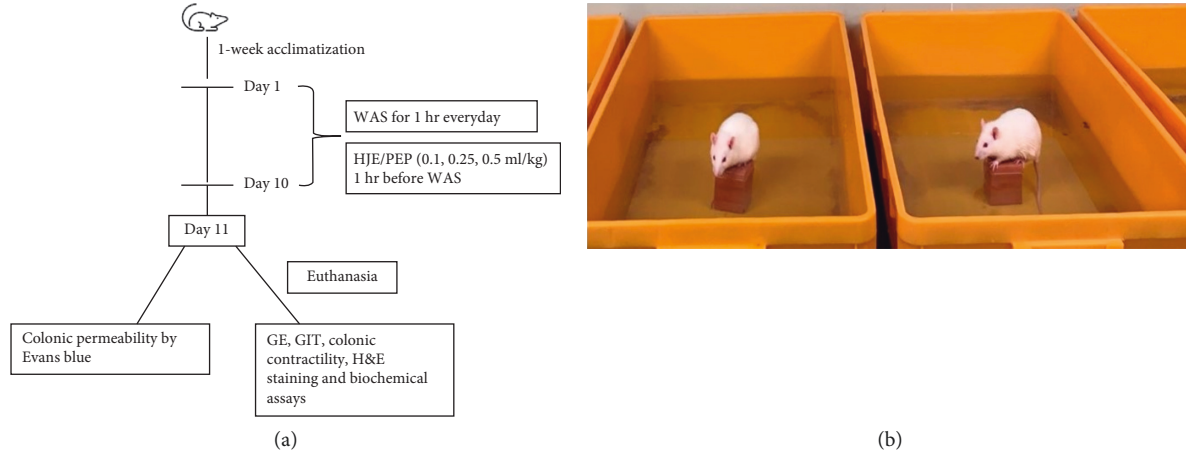 1-week acclimatization
Day 1
WAS for 1 hr everyday
HJE/PEP (0.1, 0.25, 0.5 ml/kg)
1 hr before WAS
Day 10
Day 11
Euthanasia
Colonic permeability by
Evans blue
GE, GIT, colonic
contractility, H&E
staining and biochemical
assays
(a)
(b)